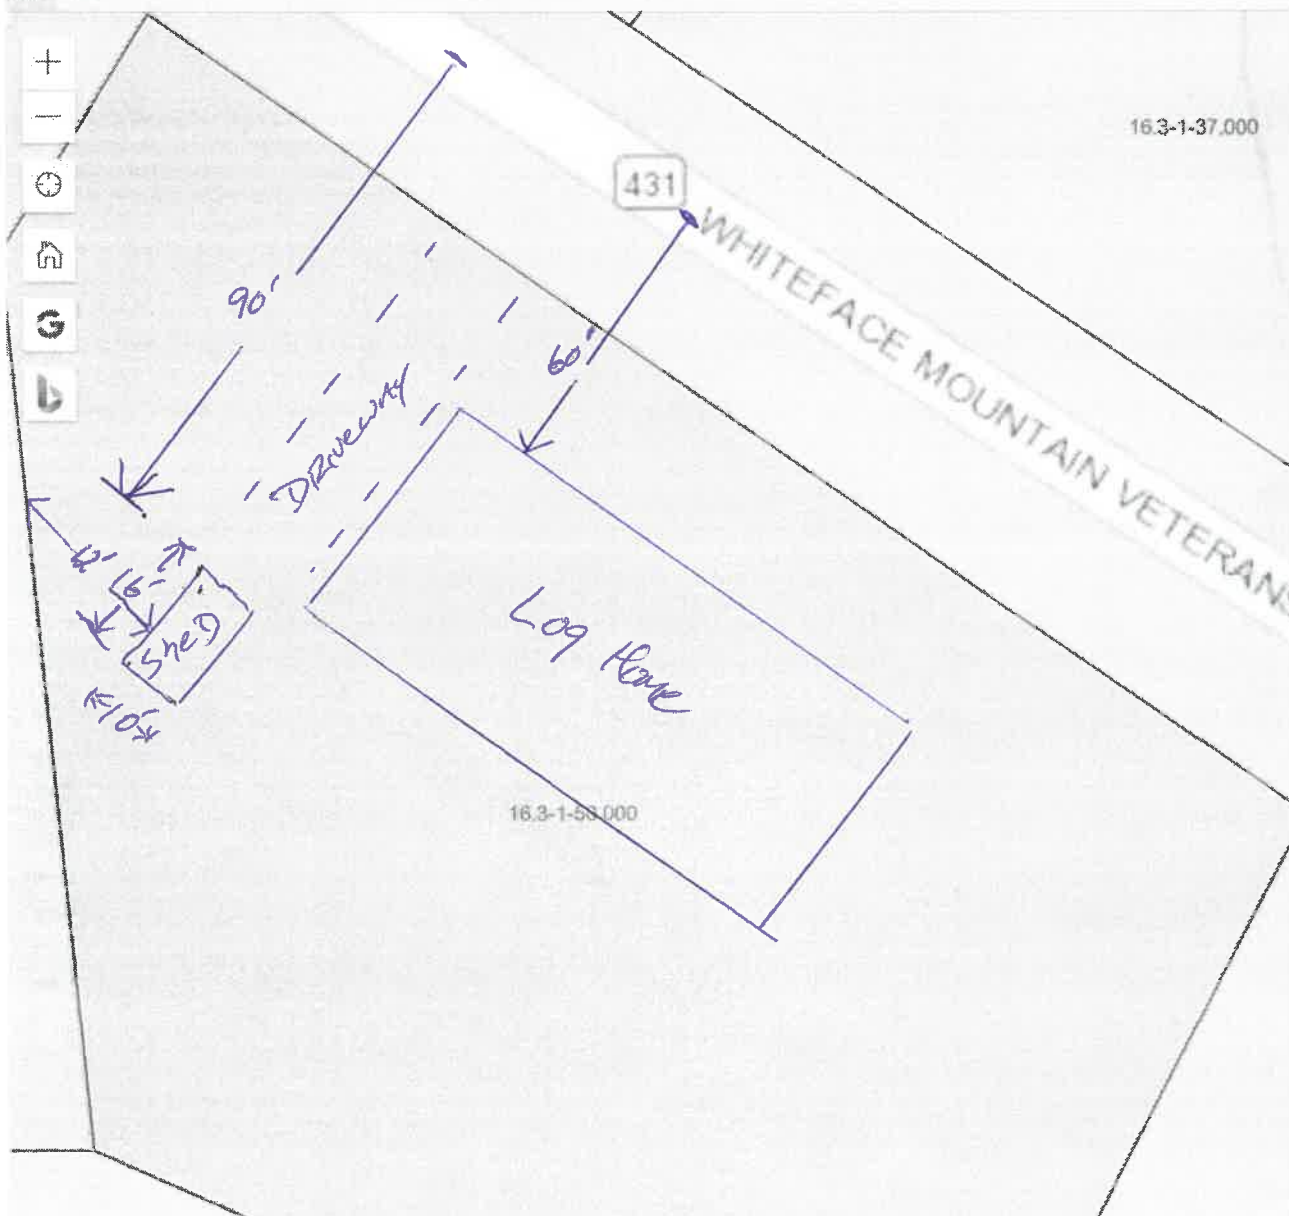 16.3-1-37.000
431
WHITEFACE MOUNTAIN VETERANS
90'
60'
DRIVEWAY
12'
16'
SheD
10'
Log Home
16.3-1-53.000